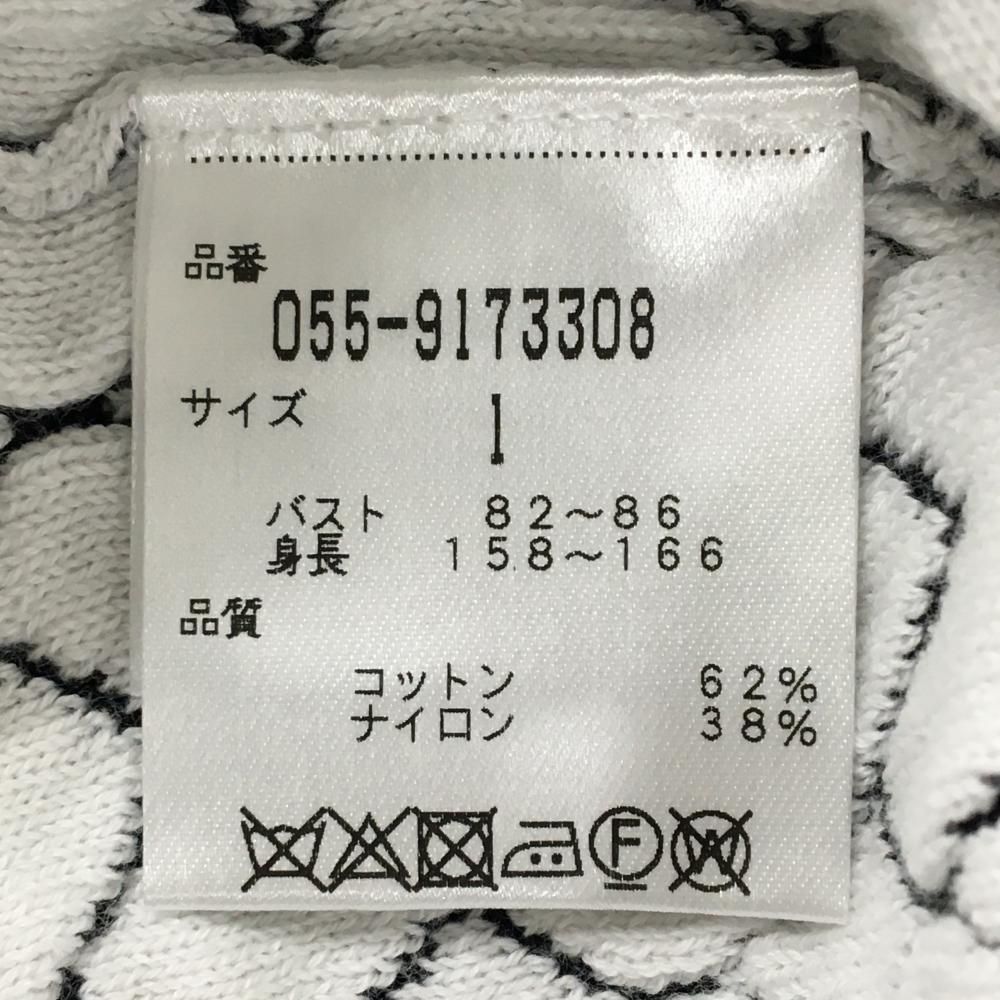 品番
055-9173308
サイズ 1
バスト 82～86
身長 158～166
品質
コットン 62%
ナイロン 38%
F W